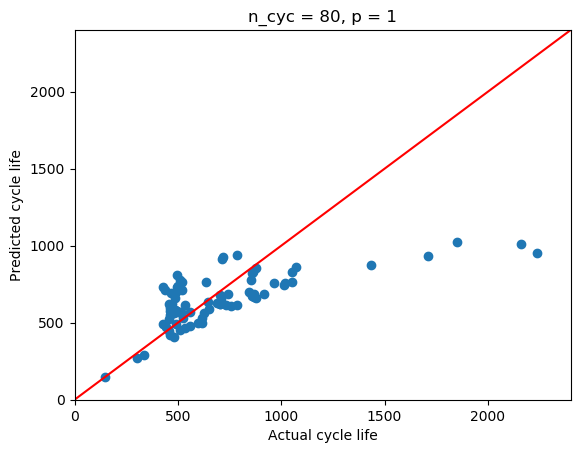 n_cyc = 80, p = 1
Predicted cycle life
2000
1500
1000
500
0
0 500 1000 1500 2000
Actual cycle life